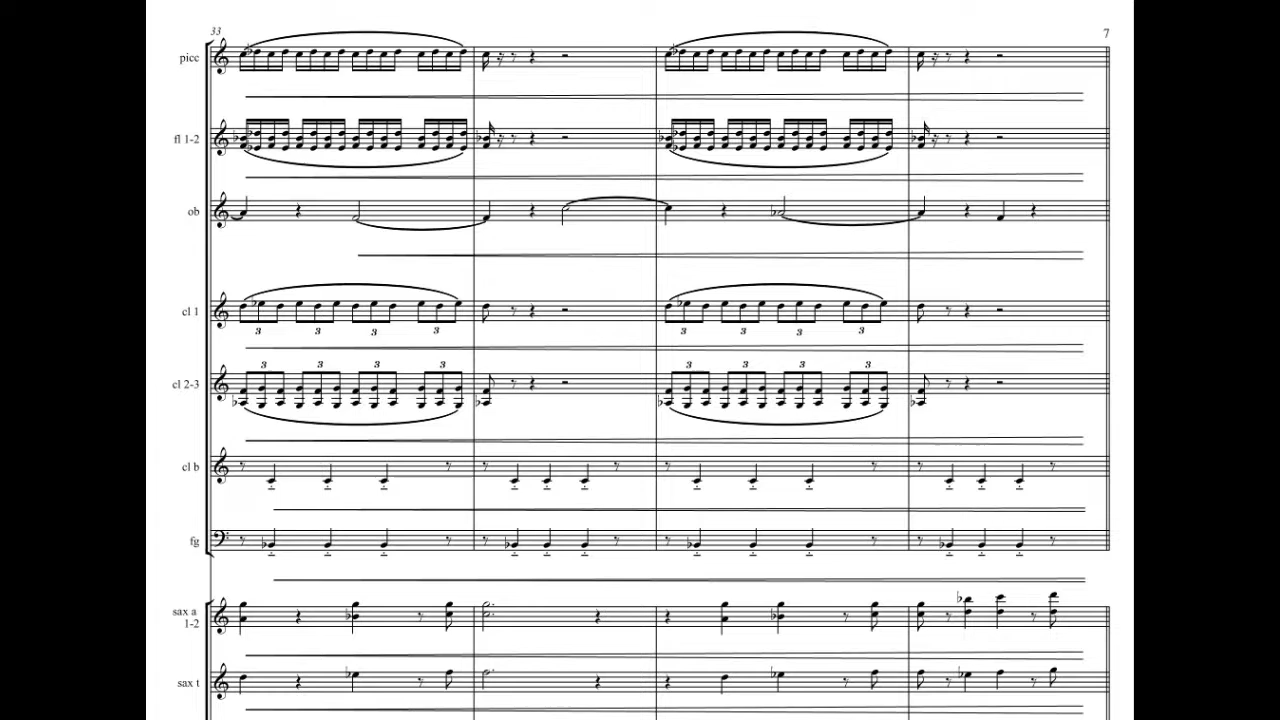 33
7
picc
fl 1-2
ob
cl 1
3 3 3 3 3 3 3 3
3 3 3 3 3 3 3 3
cl 2-3
cl b
fg
sax a
1-2
sax t